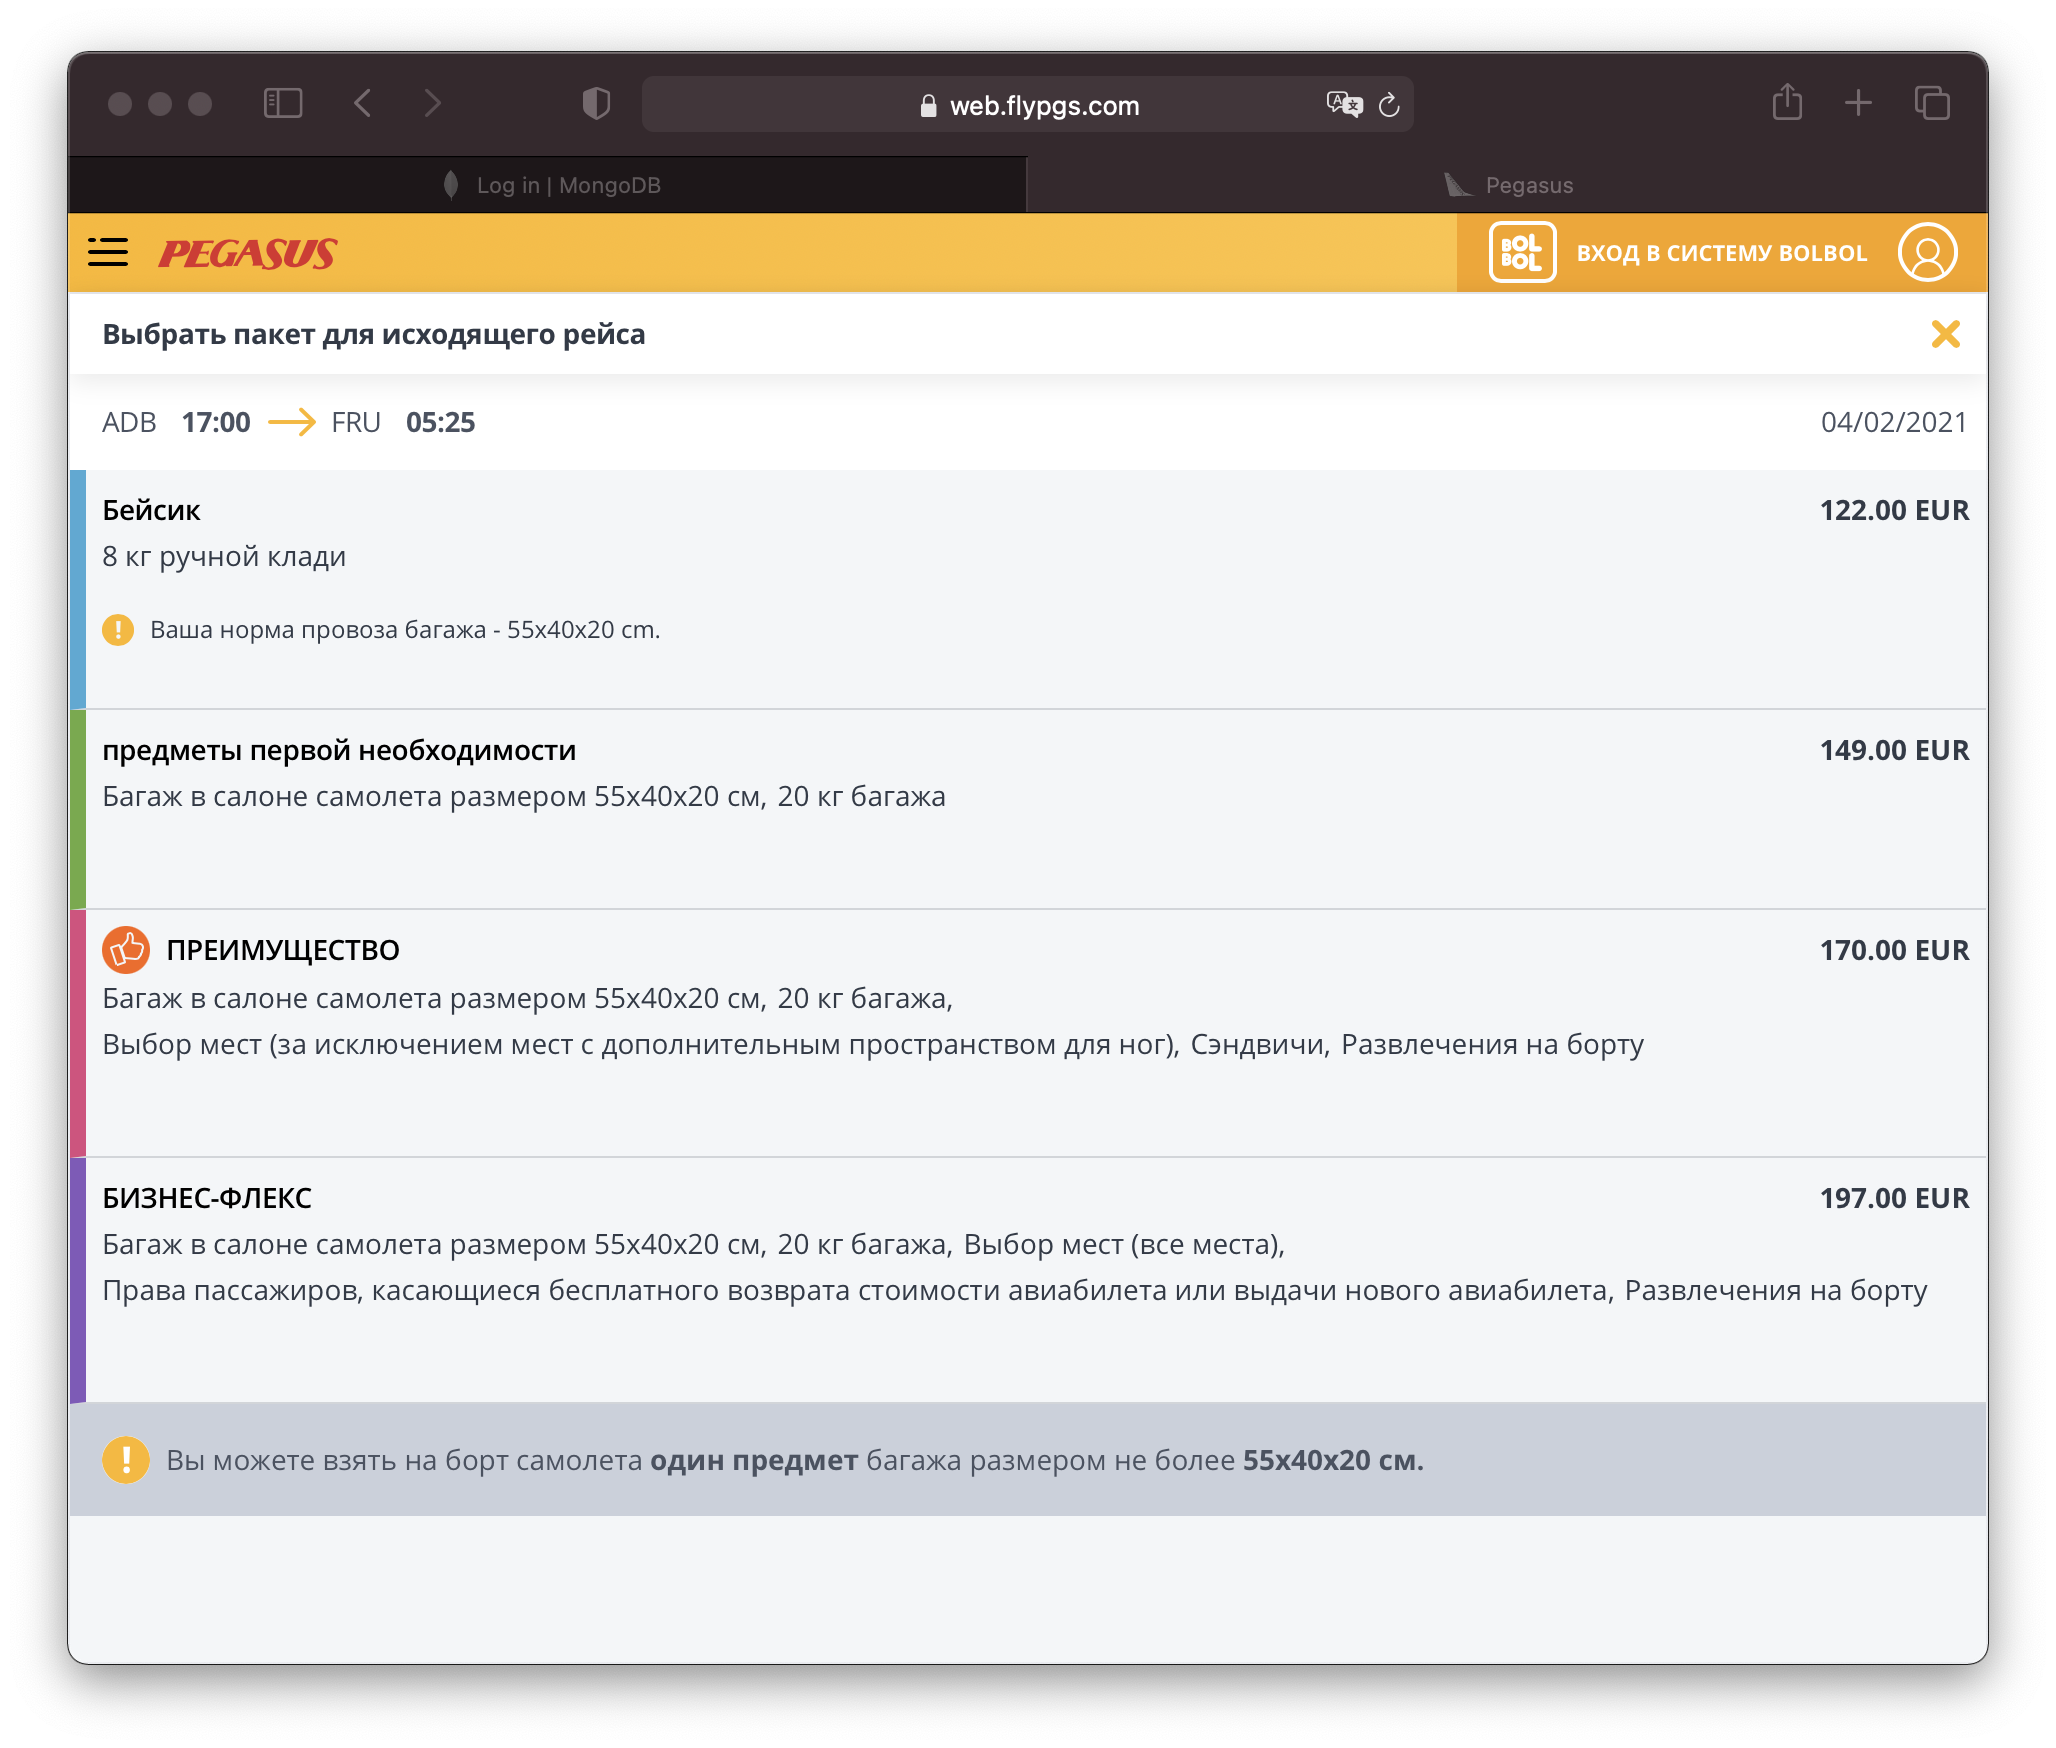 web.flypgs.com
Log in | MongoDB
Pegasus
PEGASUS
BOL BOL
ВХОД В СИСТЕМУ BOLBOL
Выбрать пакет для исходящего рейса
ADB 17:00 → FRU 05:25
04/02/2021
Бейсик
122.00 EUR
8 кг ручной клади
Ваша норма провоза багажа - 55x40x20 cm.
предметы первой необходимости
149.00 EUR
Багаж в салоне самолета размером 55x40x20 см, 20 кг багажа
ПРЕИМУЩЕСТВО
170.00 EUR
Багаж в салоне самолета размером 55x40x20 см, 20 кг багажа,
Выбор мест (за исключением мест с дополнительным пространством для ног), Сэндвичи, Развлечения на борту
БИЗНЕС-ФЛЕКС
197.00 EUR
Багаж в салоне самолета размером 55x40x20 см, 20 кг багажа, Выбор мест (все места),
Права пассажиров, касающиеся бесплатного возврата стоимости авиабилета или выдачи нового авиабилета, Развлечения на борту
Вы можете взять на борт самолета один предмет багажа размером не более 55x40x20 см.